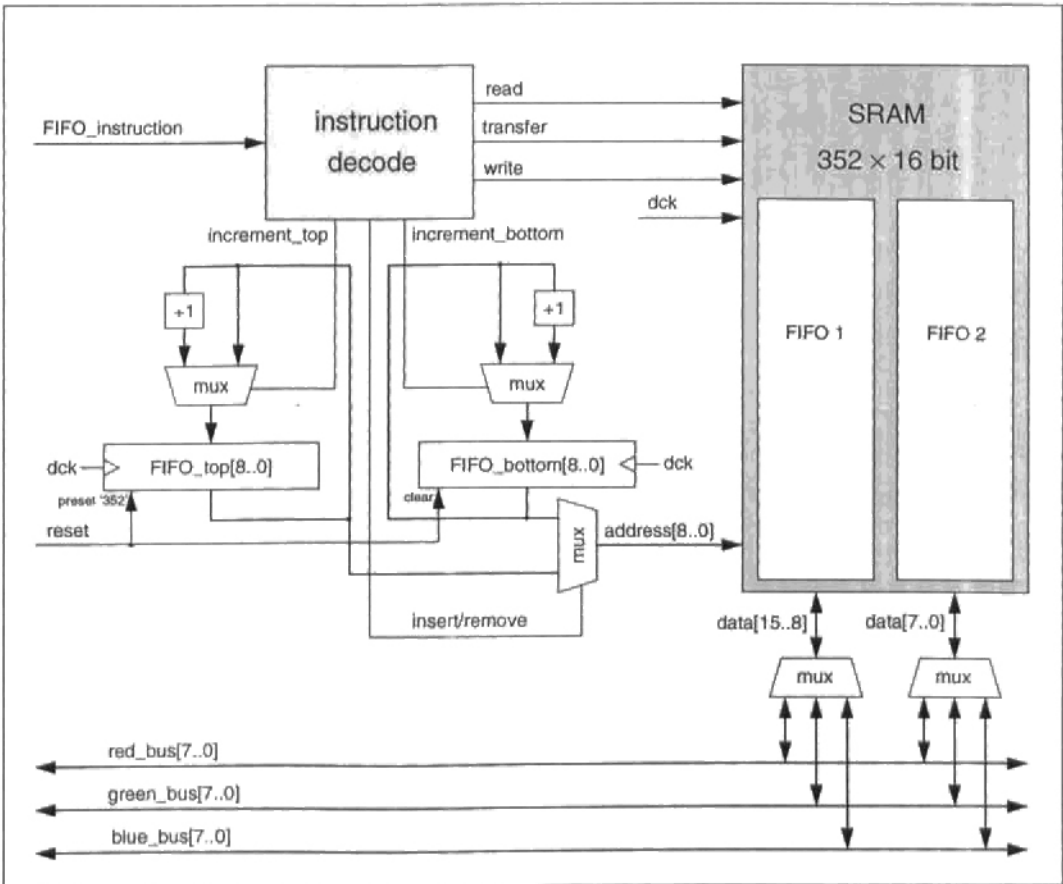 FIFO_instruction
instruction
decode
read
transfer
write
SRAM
352 × 16 bit
dck
increment_top
increment_bottom
+1
+1
FIFO 1
FIFO 2
mux
mux
dck
FIFO_top[8..0]
FIFO_bottom[8..0]
dck
preset '352'
clear
reset
mux
address[8..0]
insert/remove
data[15..8]
data[7..0]
mux
mux
red_bus[7..0]
green_bus[7..0]
blue_bus[7..0]